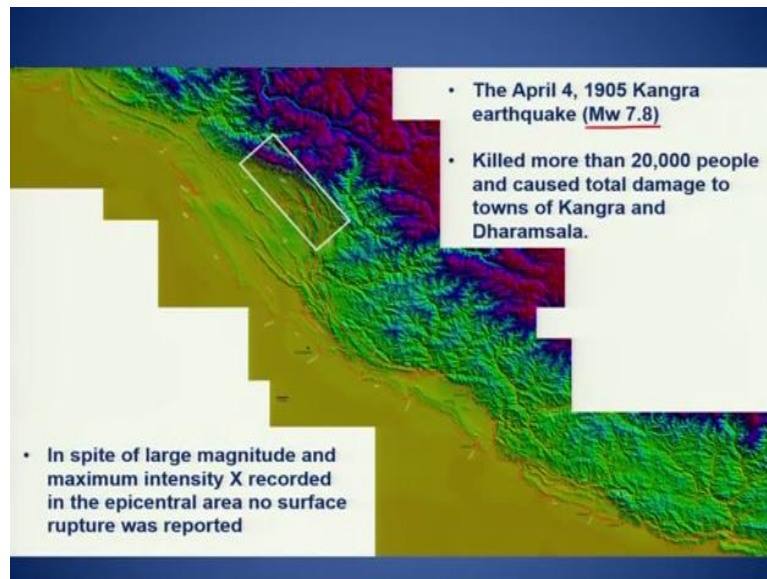 • The April 4, 1905 Kangra
earthquake (Mw 7.8)
• Killed more than 20,000 people
and caused total damage to
towns of Kangra and
Dharamsala.
• In spite of large magnitude and
maximum intensity X recorded
in the epicentral area no surface
rupture was reported